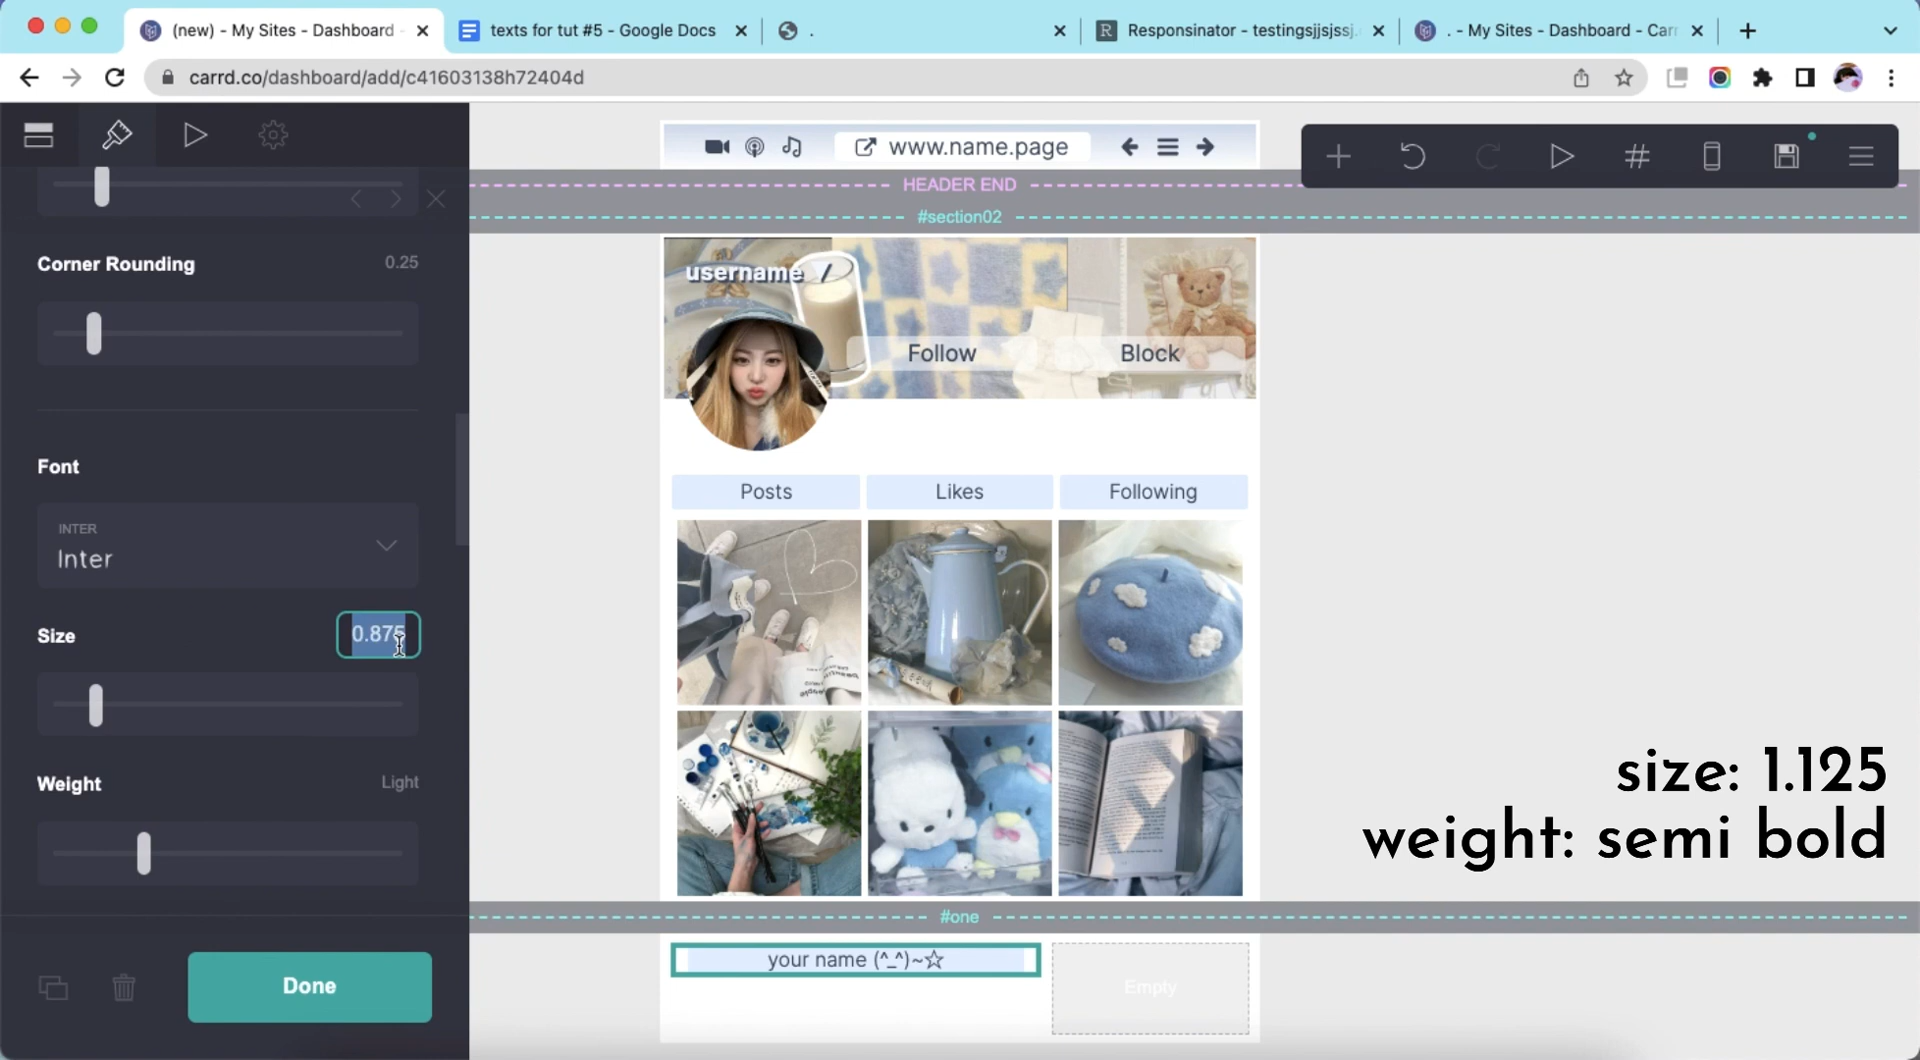 (new) - My Sites - Dashboard -
texts for tut #5 - Google Docs
.
Responsinator - testingsjjsjssj.
. - My Sites - Dashboard - Carr
carrd.co/dashboard/add/c41603138h72404d
www.name.page
HEADER END
#section02
Corner Rounding 0.25
Font
INTER
Inter
Size 0.875
Weight Light
Done
username
Follow Block
Posts Likes Following
#one
your name (^_^)~☆
Empty
size: 1.125
weight: semi bold